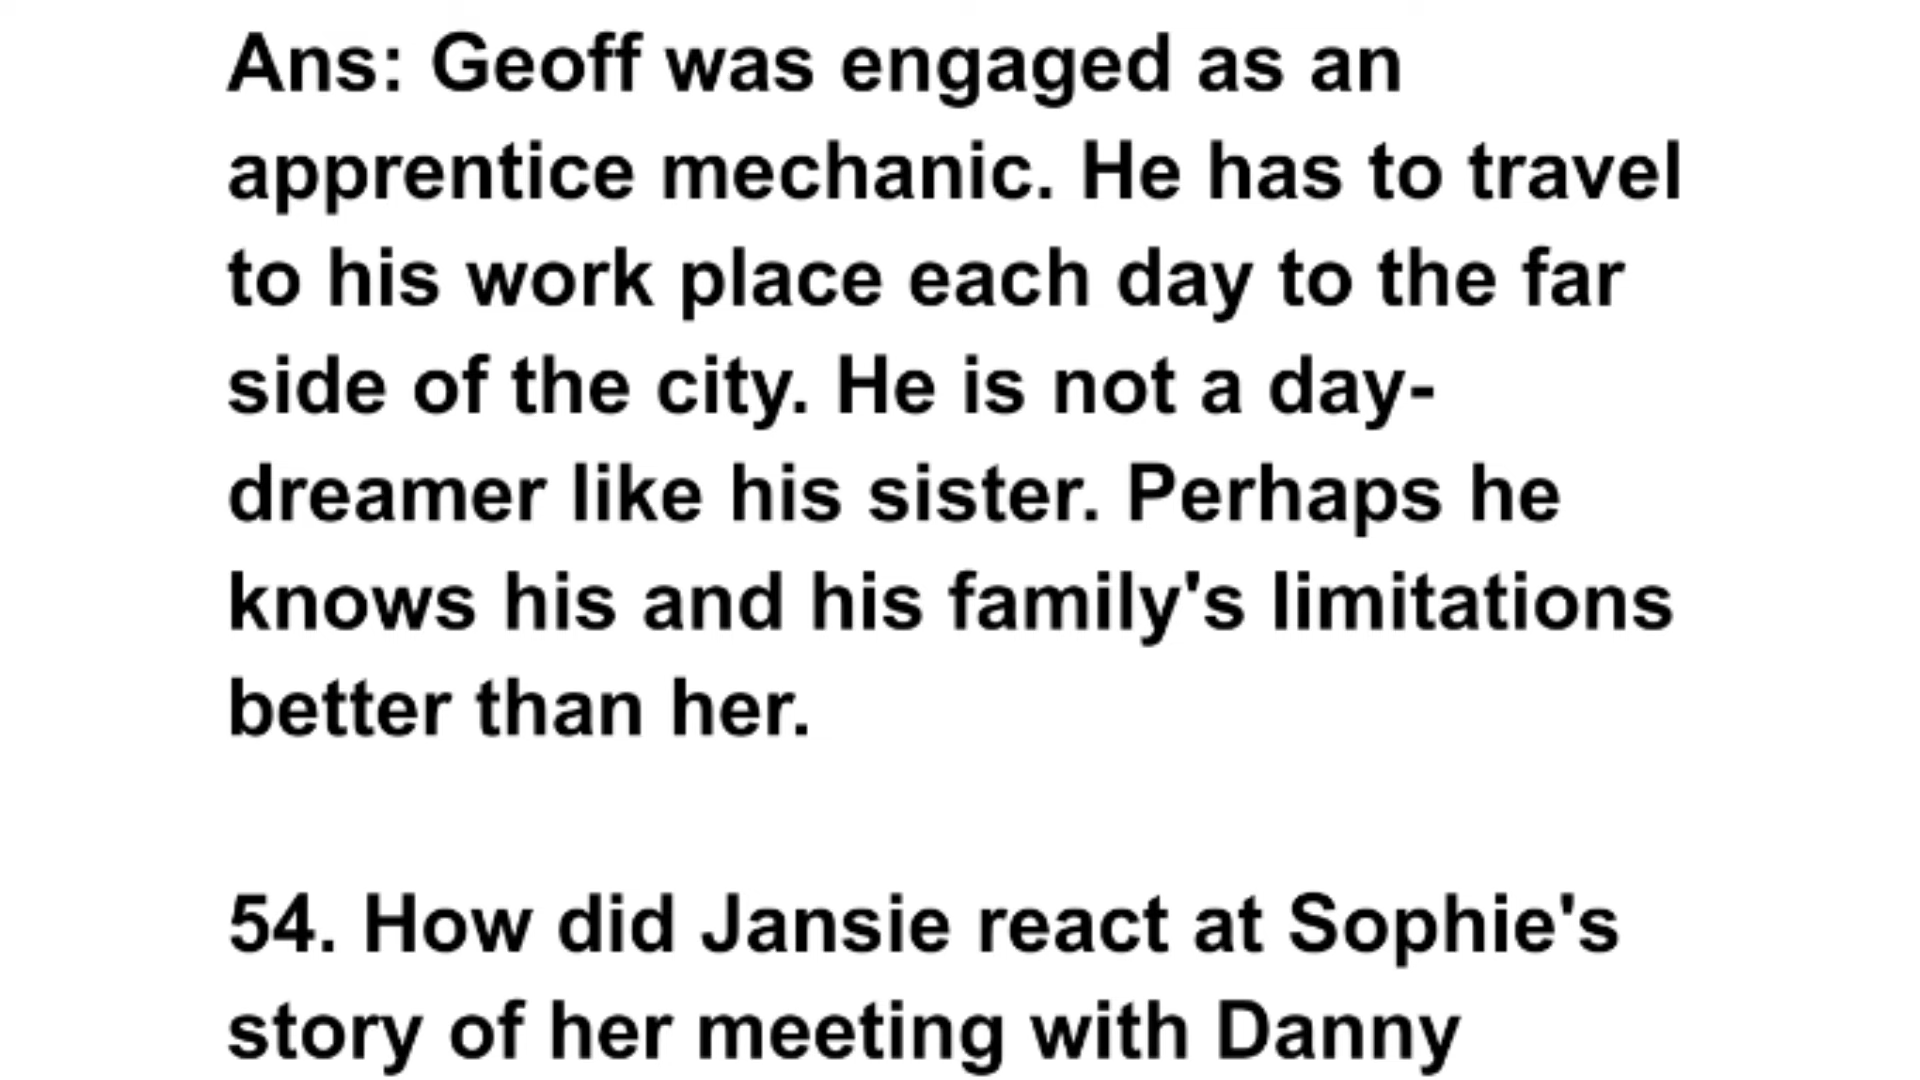 Ans: Geoff was engaged as an
apprentice mechanic. He has to travel
to his work place each day to the far
side of the city. He is not a day-
dreamer like his sister. Perhaps he
knows his and his family's limitations
better than her.
54. How did Jansie react at Sophie's
story of her meeting with Danny